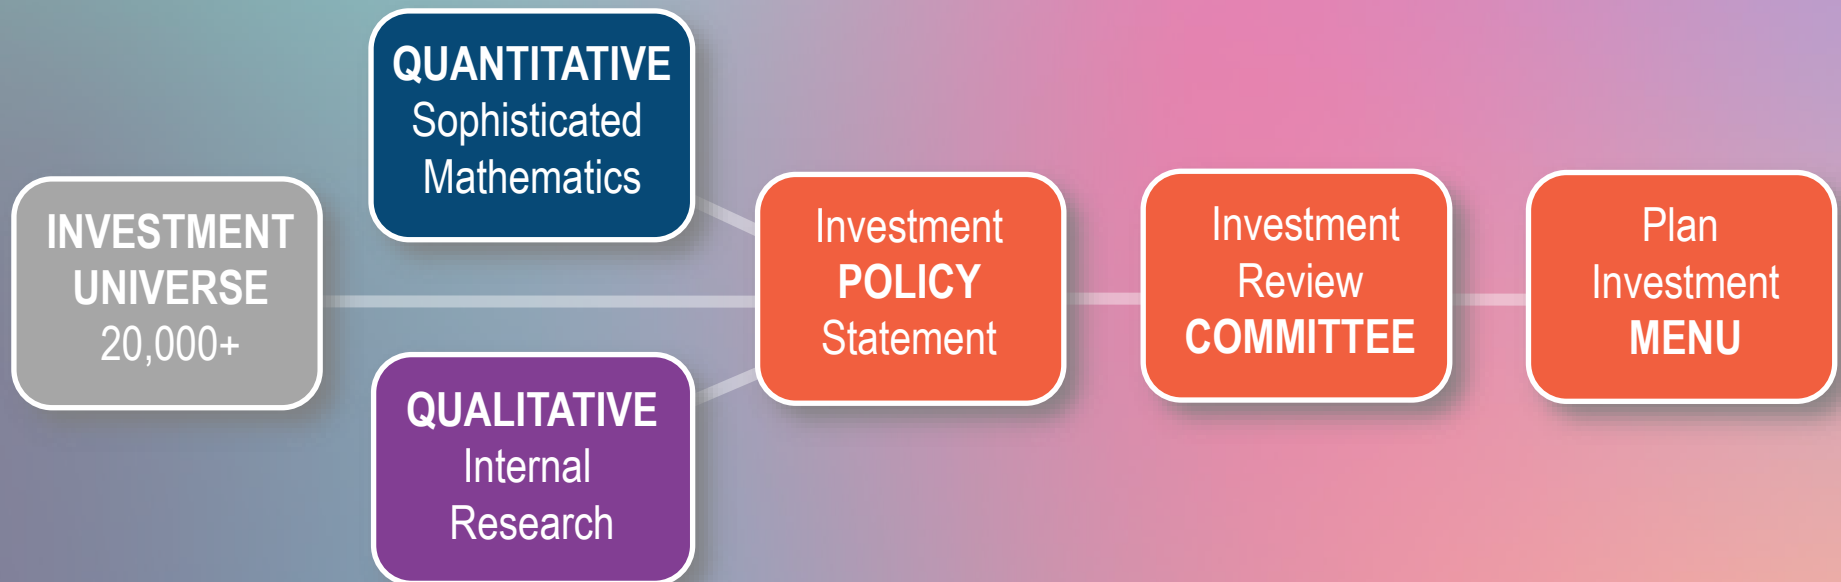 INVESTMENT
UNIVERSE
20,000+
QUANTITATIVE
Sophisticated
Mathematics
QUALITATIVE
Internal
Research
Investment
POLICY
Statement
Investment
Review
COMMITTEE
Plan
Investment
MENU